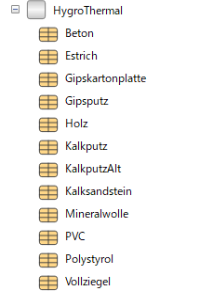 HygroThermal
Beton
Estrich
Gipskartonplatte
Gipsputz
Holz
Kalkputz
KalkputzAlt
Kalksandstein
Mineralwolle
PVC
Polystyrol
Vollziegel